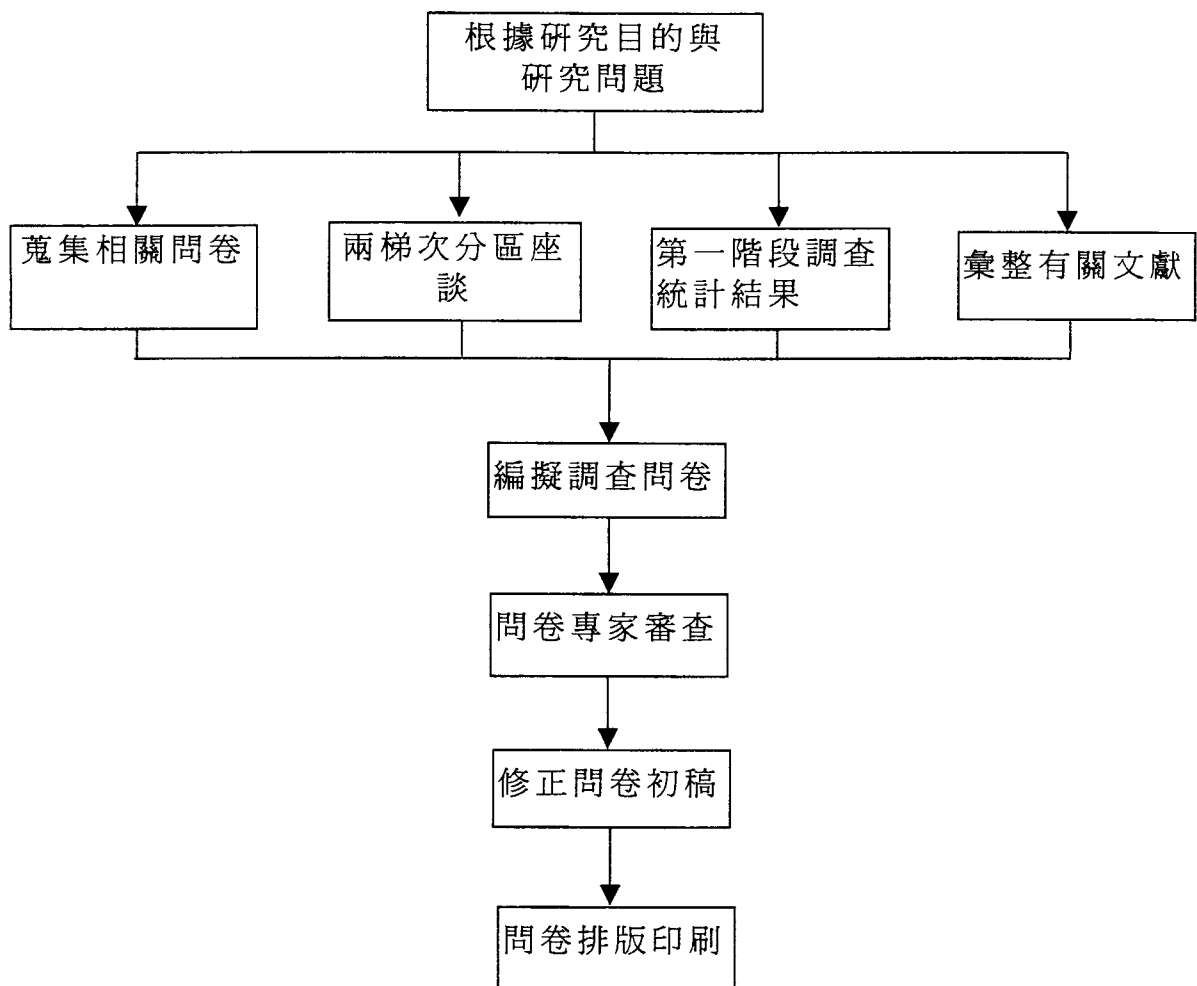 根據研究目的與
研究問題
蒐集相關問卷
兩梯次分區座
談
第一階段調查
統計結果
彙整有關文獻
編擬調查問卷
問卷專家審查
修正問卷初稿
問卷排版印刷